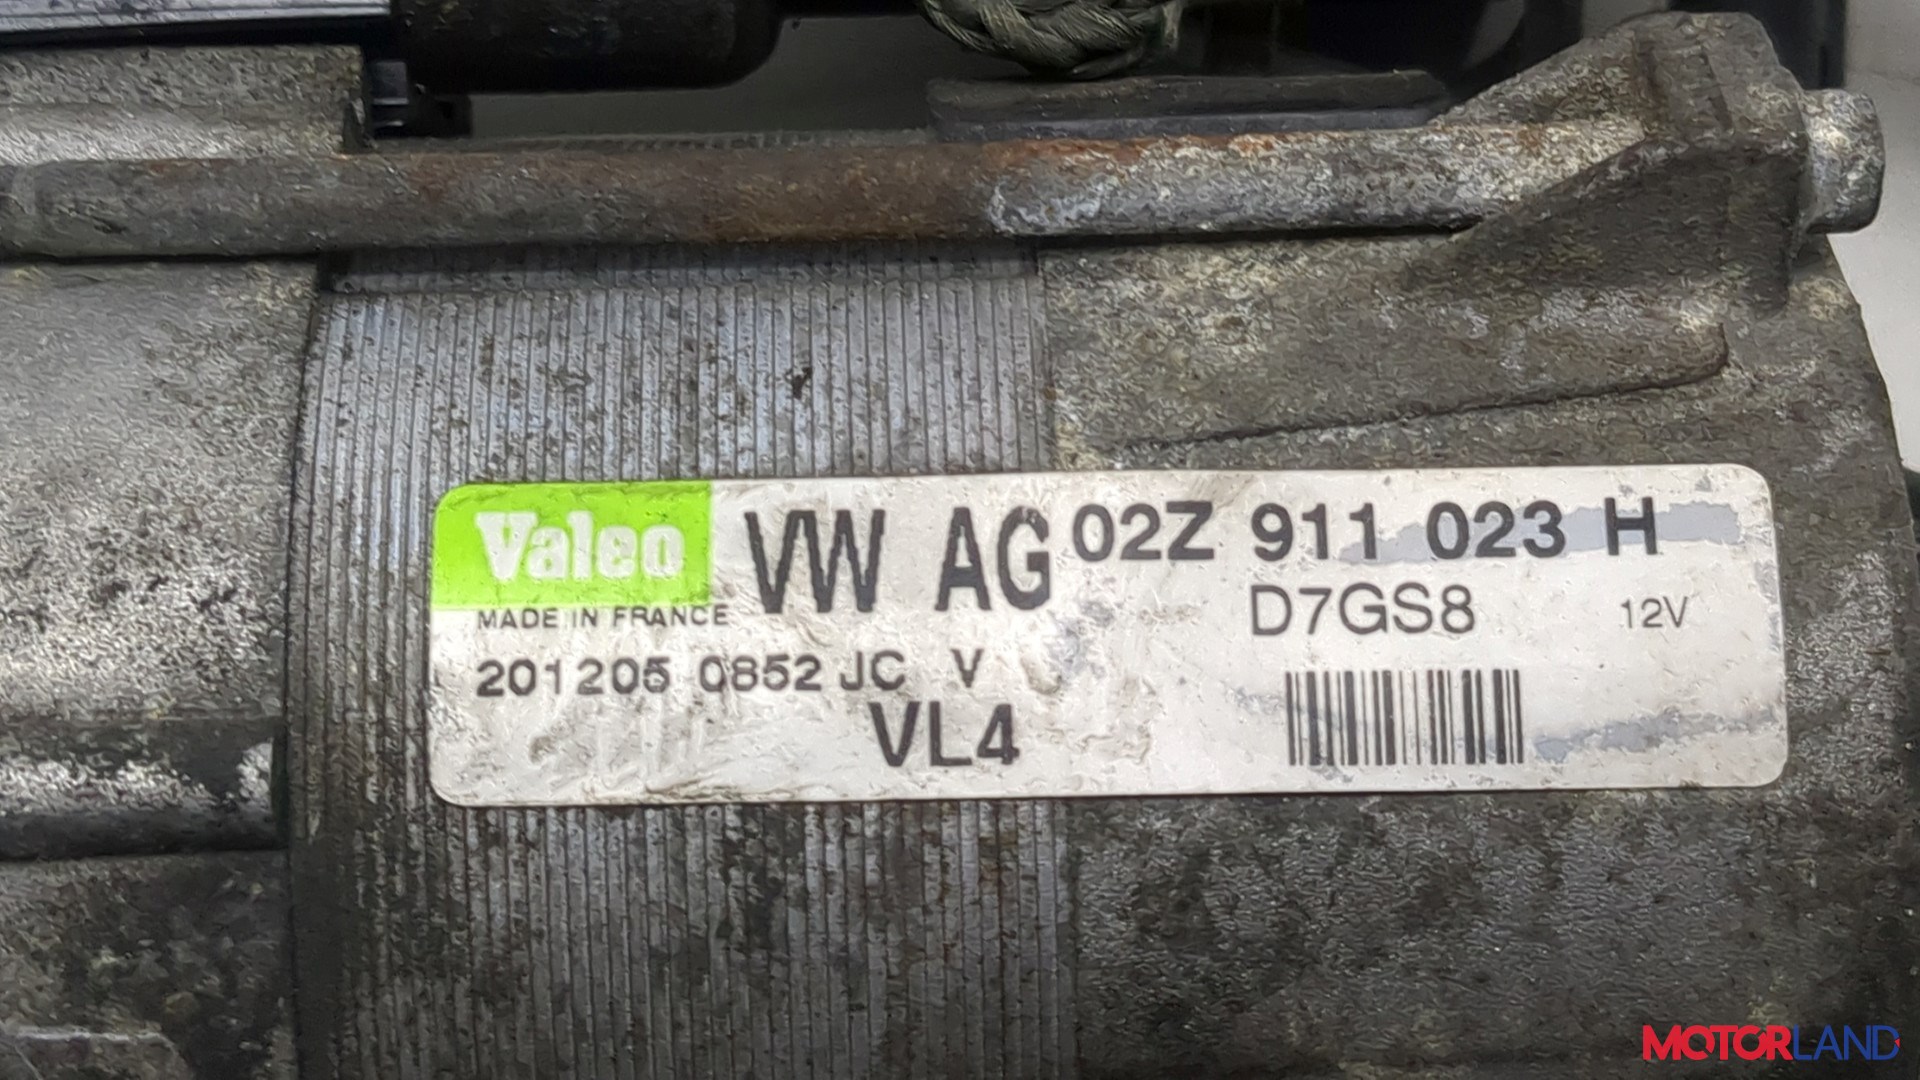 Valeo
VW AG 02Z 911 023 H
MADE IN FRANCE
D7GS8 12V
201205 0852 JC V
VL4
MOTORLAND